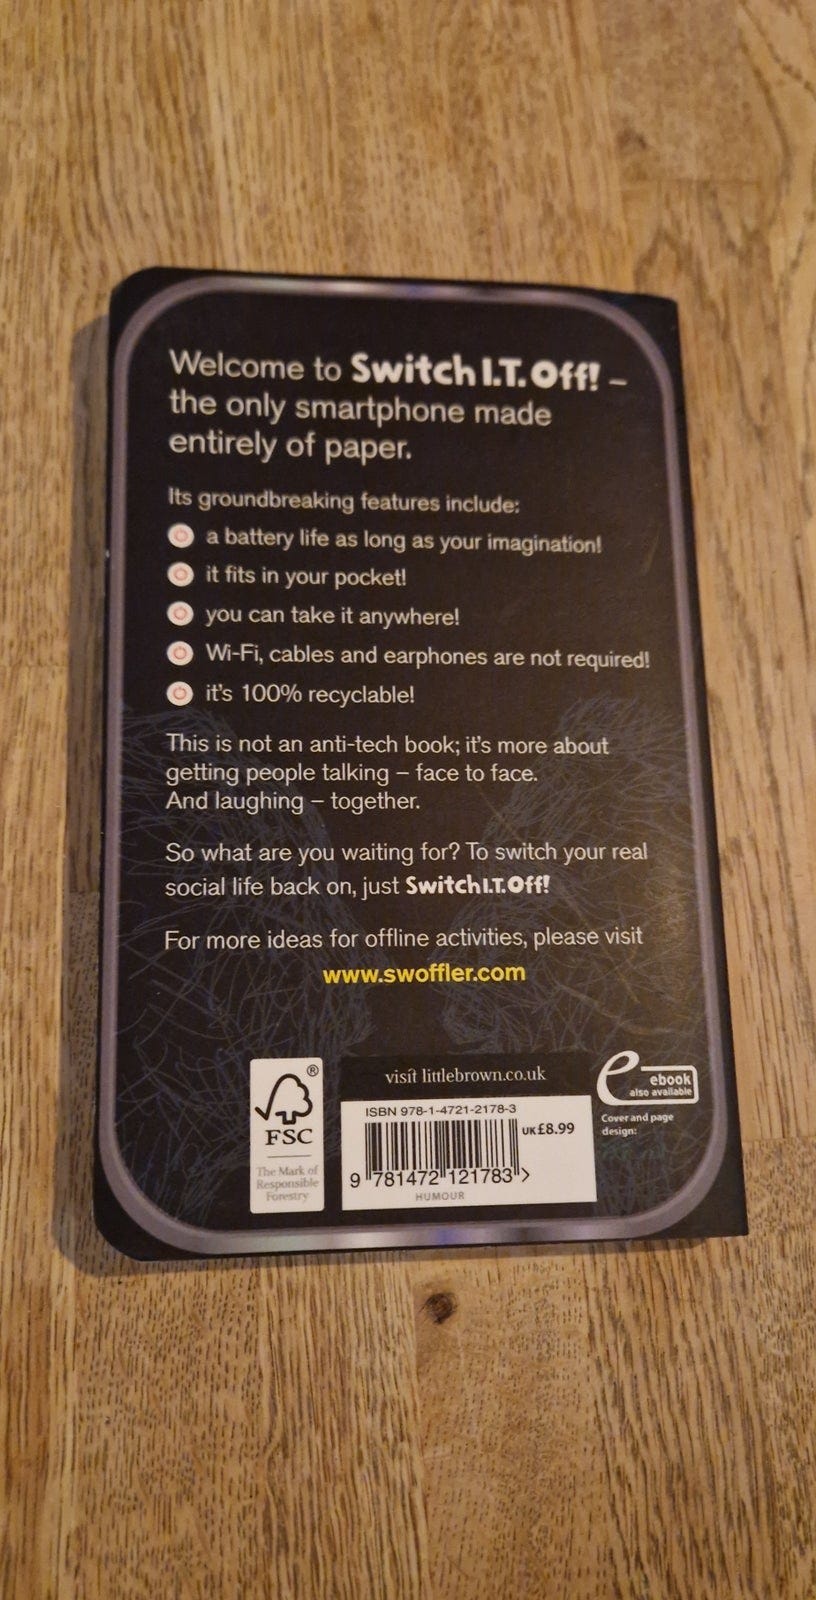 Welcome to Switch I.T. Off! –
the only smartphone made
entirely of paper.
Its groundbreaking features include:
a battery life as long as your imagination!
it fits in your pocket!
you can take it anywhere!
Wi-Fi, cables and earphones are not required!
it's 100% recyclable!
This is not an anti-tech book; it's more about
getting people talking – face to face.
And laughing – together.
So what are you waiting for? To switch your real
social life back on, just Switch I.T. Off!
For more ideas for offline activities, please visit
www.swoffler.com
®
FSC
The Mark of
Responsible
Forestry
visit littlebrown.co.uk
ISBN 978-1-4721-2178-3
UK £8.99
9 781472 121783 >
HUMOUR
e
ebook
also available
Cover and page
design: